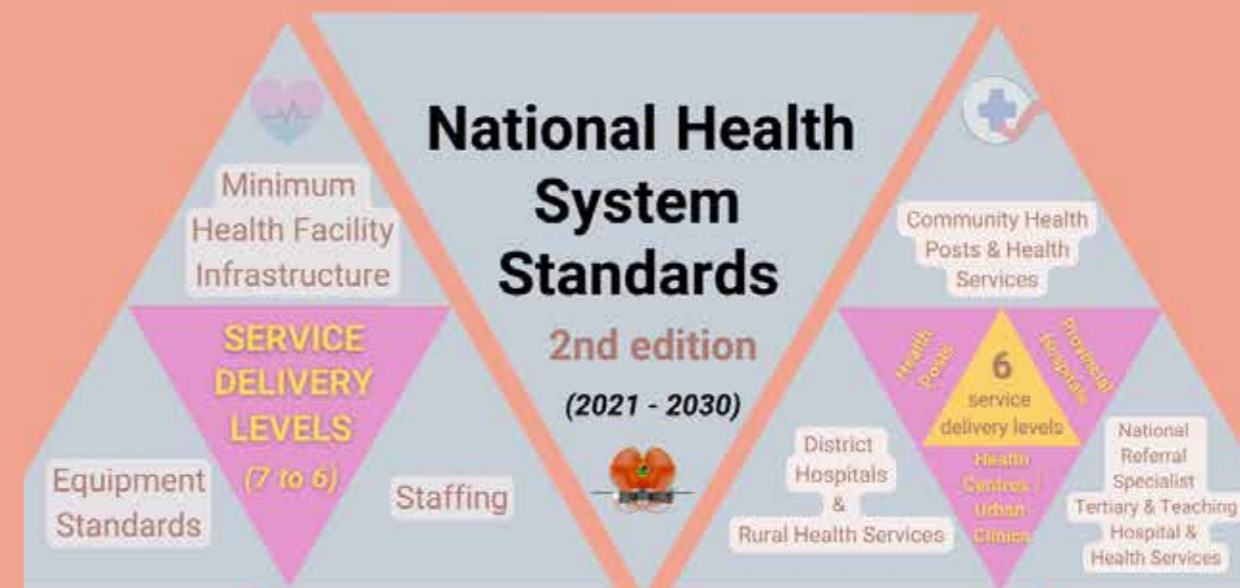 National Health
System
Standards
2nd edition
(2021 - 2030)
Minimum
Health Facility
Infrastructure
SERVICE
DELIVERY
LEVELS
(7 to 6)
Equipment
Standards
Staffing
Community Health
Posts & Health
Services
Health
Posts
Provincial
Hospitals
6
service
delivery levels
Health
Centres /
Urban
Clinics
District
Hospitals
&
Rural Health Services
National
Referral
Specialist
Tertiary & Teaching
Hospital &
Health Services